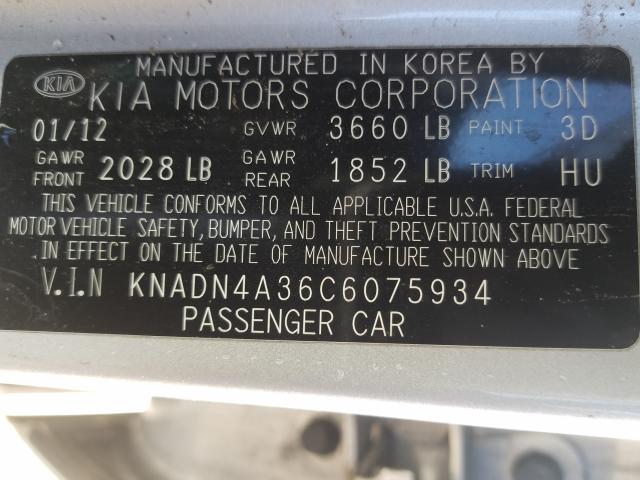 MANUFACTURED IN KOREA BY
KIA KIA MOTORS CORPORATION
01/12 GVWR 3660 LB PAINT 3D
GAWR FRONT 2028 LB GAWR REAR 1852 LB TRIM HU
THIS VEHICLE CONFORMS TO ALL APPLICABLE U.S.A. FEDERAL
MOTOR VEHICLE SAFETY, BUMPER, AND THEFT PREVENTION STANDARDS
IN EFFECT ON THE DATE OF MANUFACTURE SHOWN ABOVE
V.I.N KNADN4A36C6075934
PASSENGER CAR